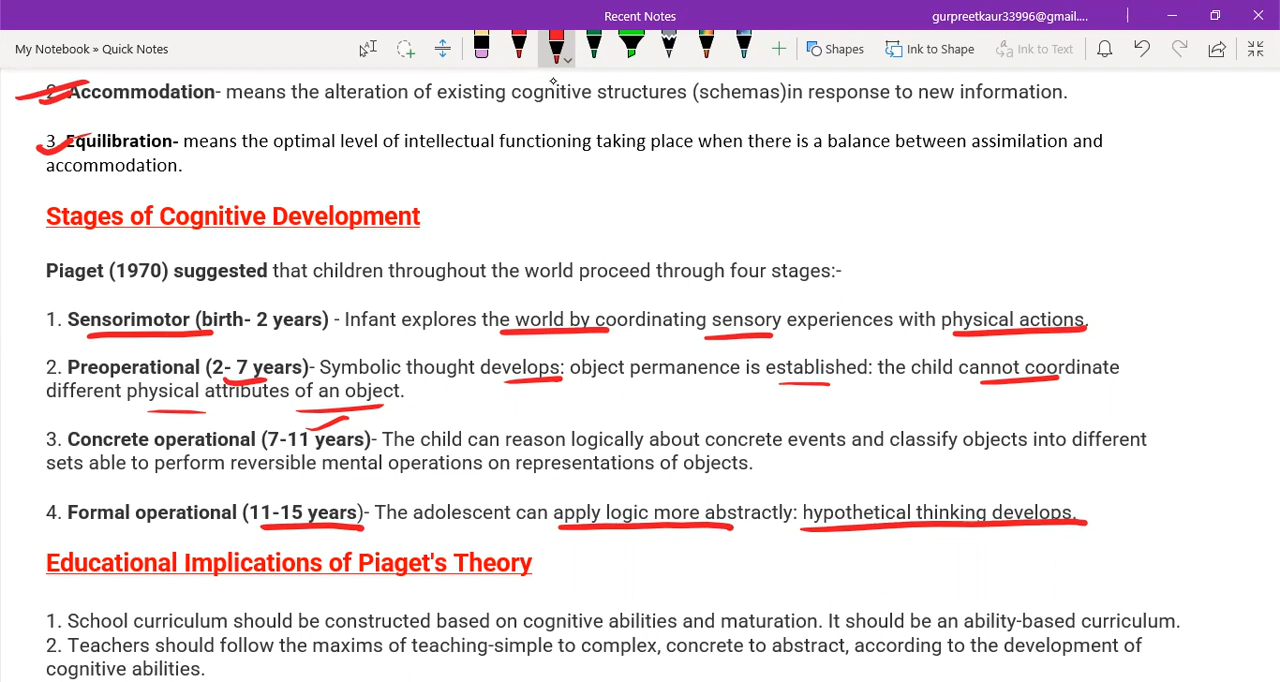 Recent Notes
gurpreetkaur33996@gmail....
My Notebook » Quick Notes
Shapes
Ink to Shape
Ink to Text
2. Accommodation- means the alteration of existing cognitive structures (schemas)in response to new information.
3. Equilibration- means the optimal level of intellectual functioning taking place when there is a balance between assimilation and
accommodation.
Stages of Cognitive Development
Piaget (1970) suggested that children throughout the world proceed through four stages:-
1. Sensorimotor (birth- 2 years) - Infant explores the world by coordinating sensory experiences with physical actions.
2. Preoperational (2- 7 years)- Symbolic thought develops: object permanence is established: the child cannot coordinate
different physical attributes of an object.
3. Concrete operational (7-11 years)- The child can reason logically about concrete events and classify objects into different
sets able to perform reversible mental operations on representations of objects.
4. Formal operational (11-15 years)- The adolescent can apply logic more abstractly: hypothetical thinking develops.
Educational Implications of Piaget's Theory
1. School curriculum should be constructed based on cognitive abilities and maturation. It should be an ability-based curriculum.
2. Teachers should follow the maxims of teaching-simple to complex, concrete to abstract, according to the development of
cognitive abilities.